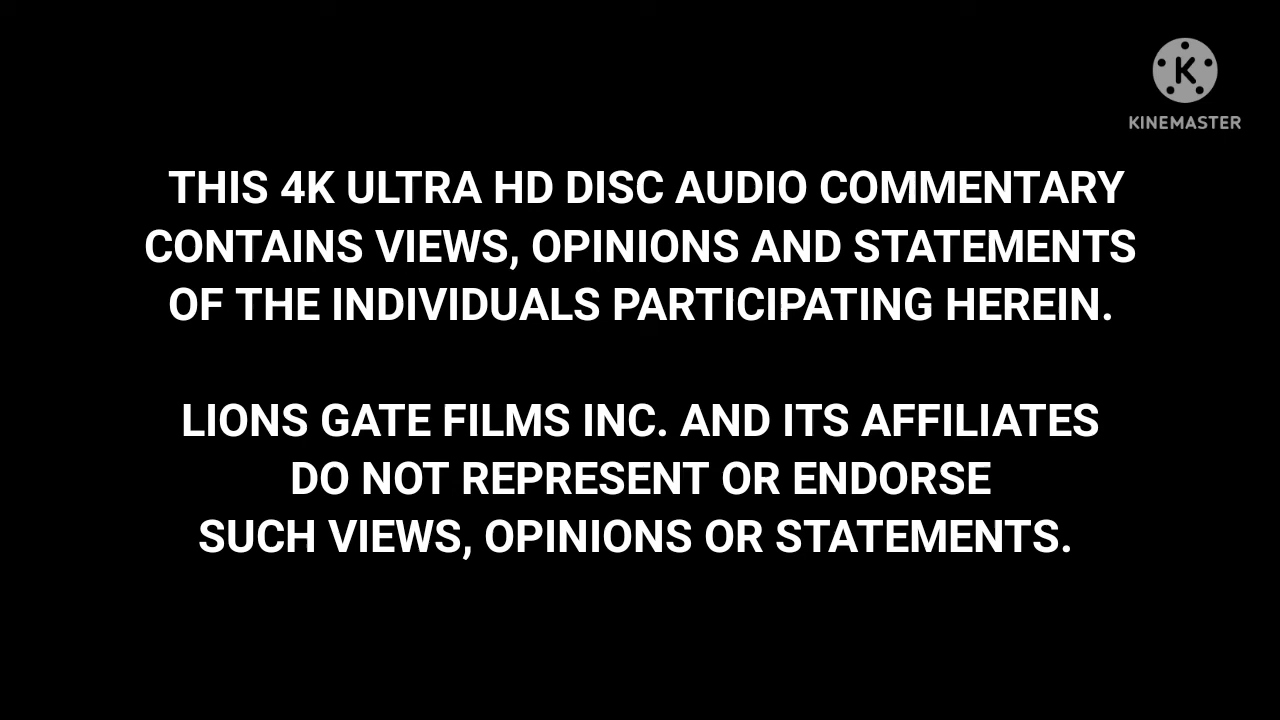 KINEMASTER
THIS 4K ULTRA HD DISC AUDIO COMMENTARY
CONTAINS VIEWS, OPINIONS AND STATEMENTS
OF THE INDIVIDUALS PARTICIPATING HEREIN.
LIONS GATE FILMS INC. AND ITS AFFILIATES
DO NOT REPRESENT OR ENDORSE
SUCH VIEWS, OPINIONS OR STATEMENTS.